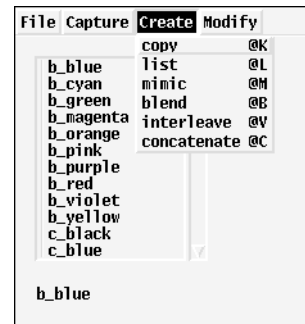 File Capture Create Modify
copy @K
list @L
mimic @M
blend @B
interleave @V
concatenate @C
b_blue
b_cyan
b_green
b_magenta
b_orange
b_pink
b_purple
b_red
b_violet
b_yellow
c_black
c_blue
b_blue